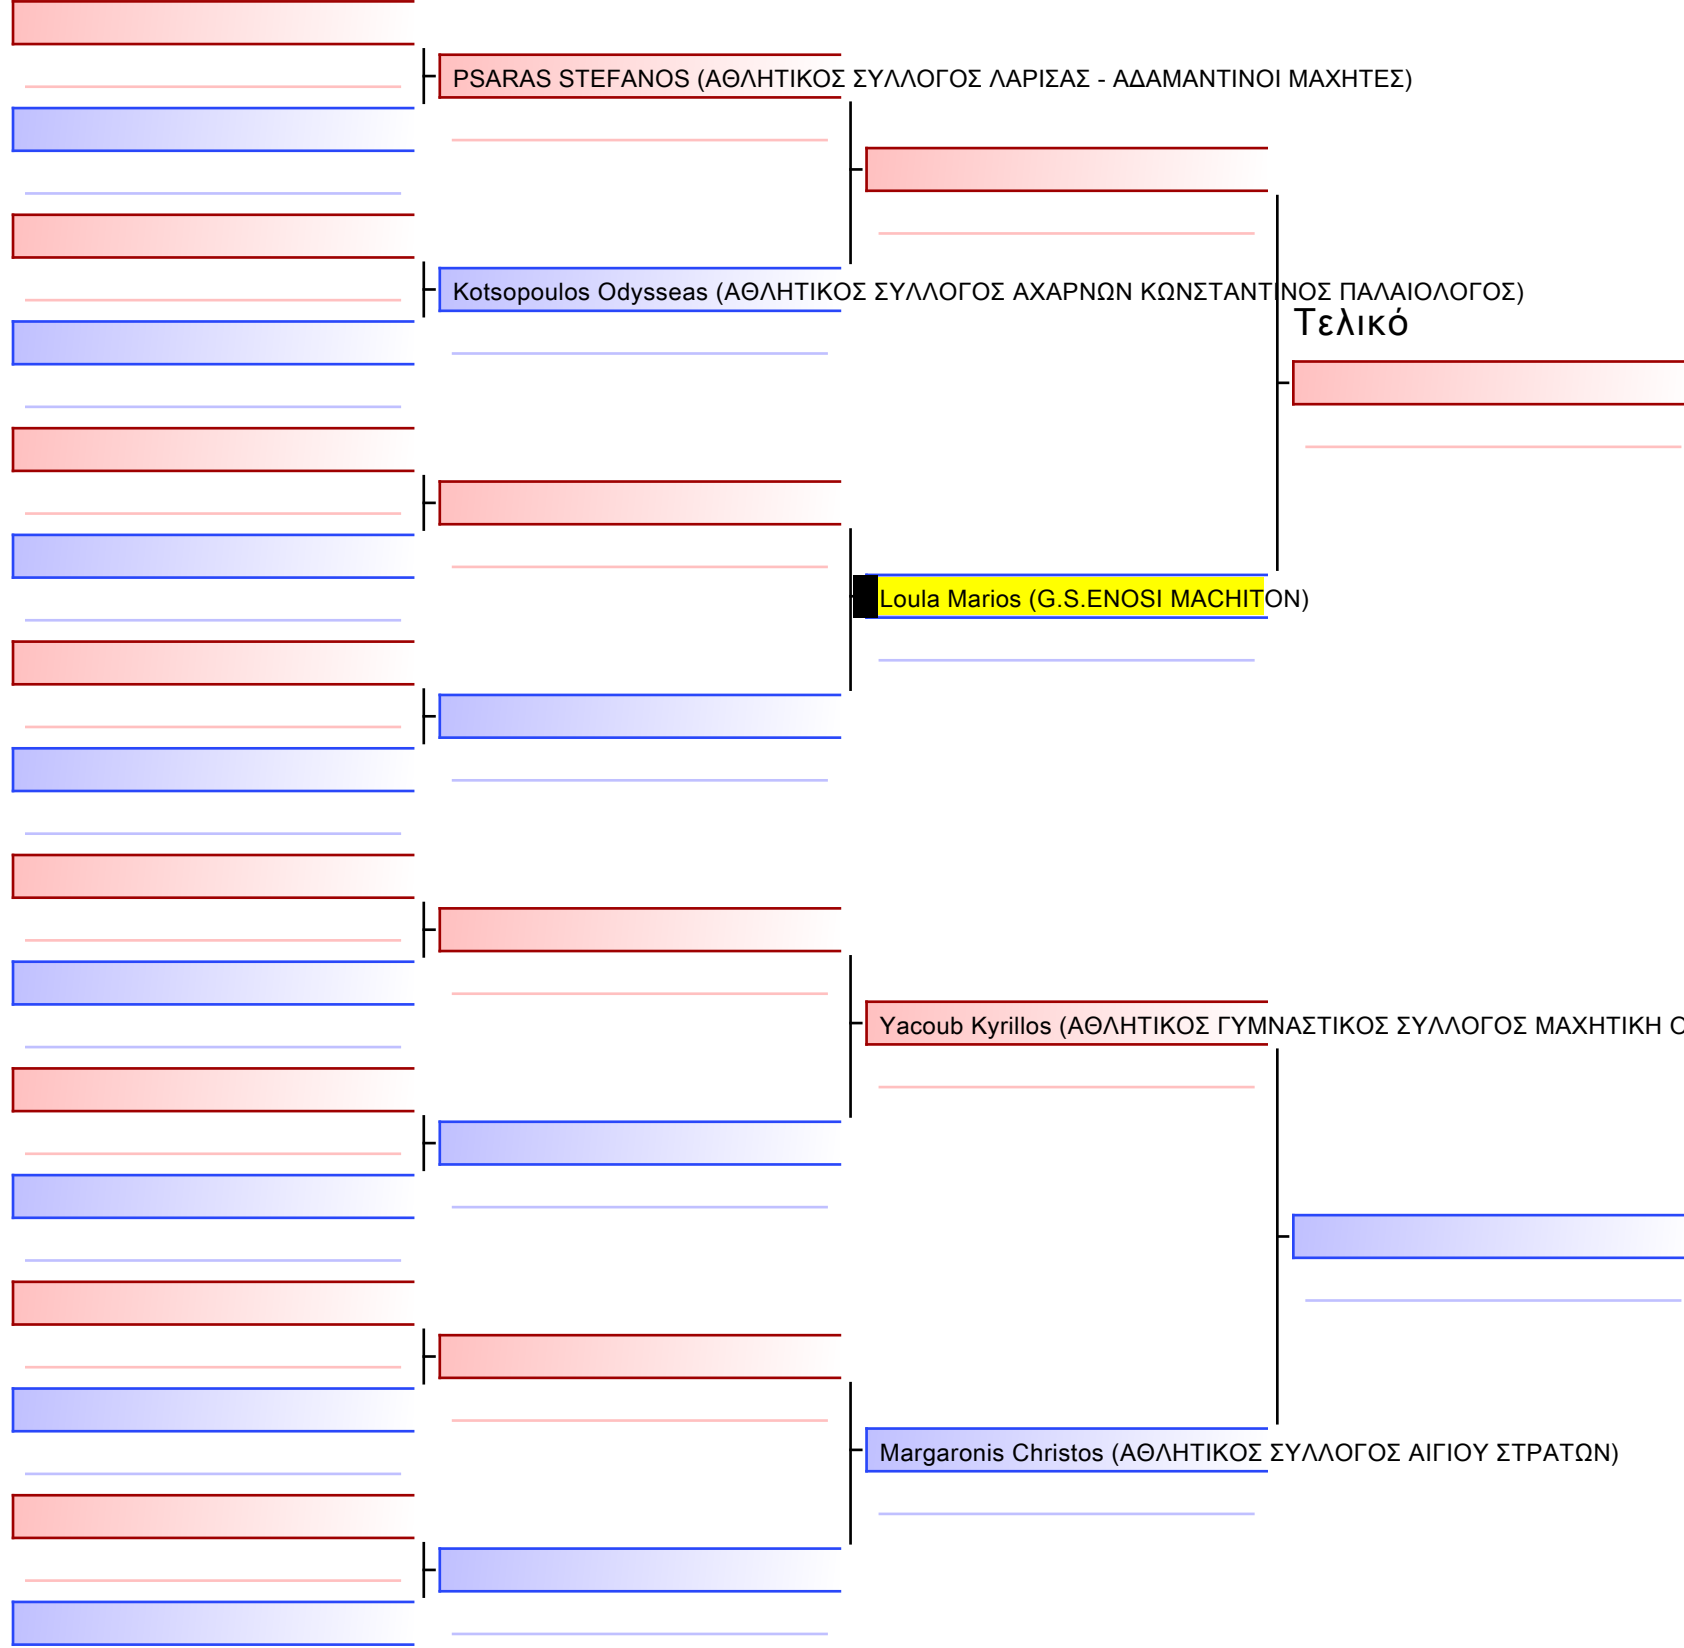 PSARAS STEFANOS (ΑΘΛΗΤΙΚΟΣ ΣΥΛΛΟΓΟΣ ΛΑΡΙΣΑΣ - ΑΔΑΜΑΝΤΙΝΟΙ ΜΑΧΗΤΕΣ)
Kotsopoulos Odysseas (ΑΘΛΗΤΙΚΟΣ ΣΥΛΛΟΓΟΣ ΑΧΑΡΝΩΝ ΚΩΝΣΤΑΝΤΙΝΟΣ ΠΑΛΑΙΟΛΟΓΟΣ)
Τελικό
Loula Marios (G.S.ENOSI MACHITON)
Yacoub Kyrillos (ΑΘΛΗΤΙΚΟΣ ΓΥΜΝΑΣΤΙΚΟΣ ΣΥΛΛΟΓΟΣ ΜΑΧΗΤΙΚΗ
Margaronis Christos (ΑΘΛΗΤΙΚΟΣ ΣΥΛΛΟΓΟΣ ΑΙΓΙΟΥ ΣΤΡΑΤΩΝ)